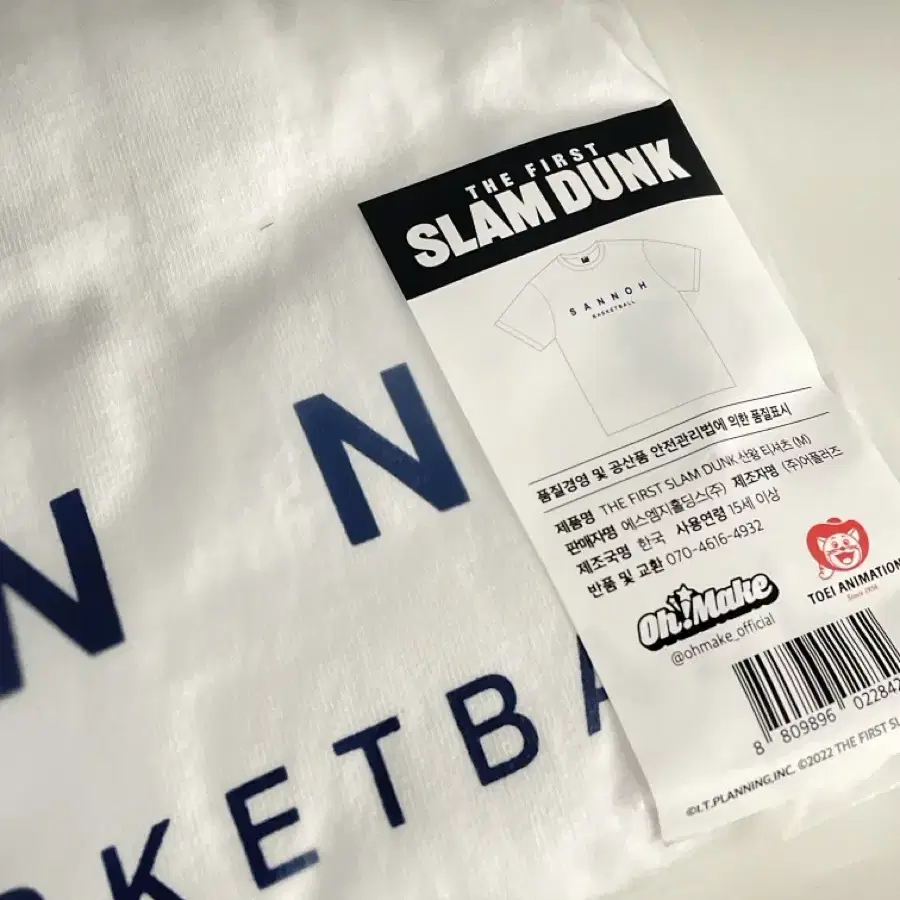 THE FIRST
SLAM DUNK
SANNOH
BASKETBALL
품질경영 및 공산품 안전관리법에 의한 품질표시
제품명 THE FIRST SLAM DUNK 산왕 티셔츠 (M)
판매자명 에스엠지홀딩스(주) 제조자명 (주)어플러즈
제조국명 한국 사용연령 15세 이상
반품 및 교환 070-4616-4932
Oh!Make
@ohmake_official
TOEI ANIMATION
Since 1956
8 809896 02284
©I.T.PLANNING,INC. ©2022 THE FIRST SL
N N
RKETBA